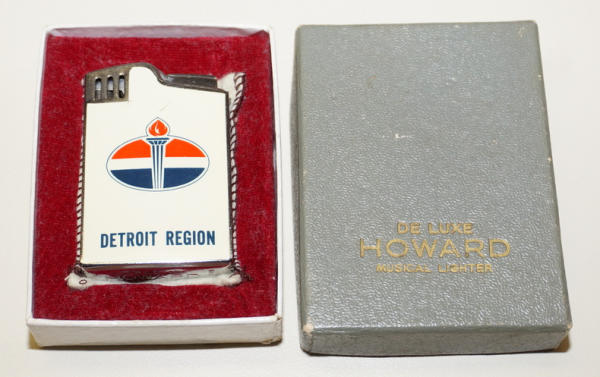 DETROIT REGION
DE LUXE
HOWARD
MUSICAL LIGHTER